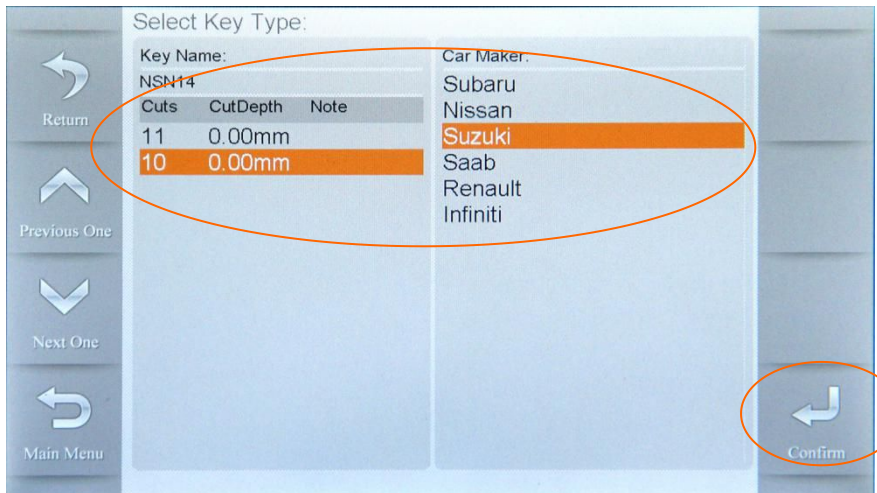 Select Key Type:
Key Name:
NSN14
Cuts CutDepth Note
11 0.00mm
10 0.00mm
Car Maker:
Subaru
Nissan
Suzuki
Saab
Renault
Infiniti
Return
Previous One
Next One
Main Menu
Confirm